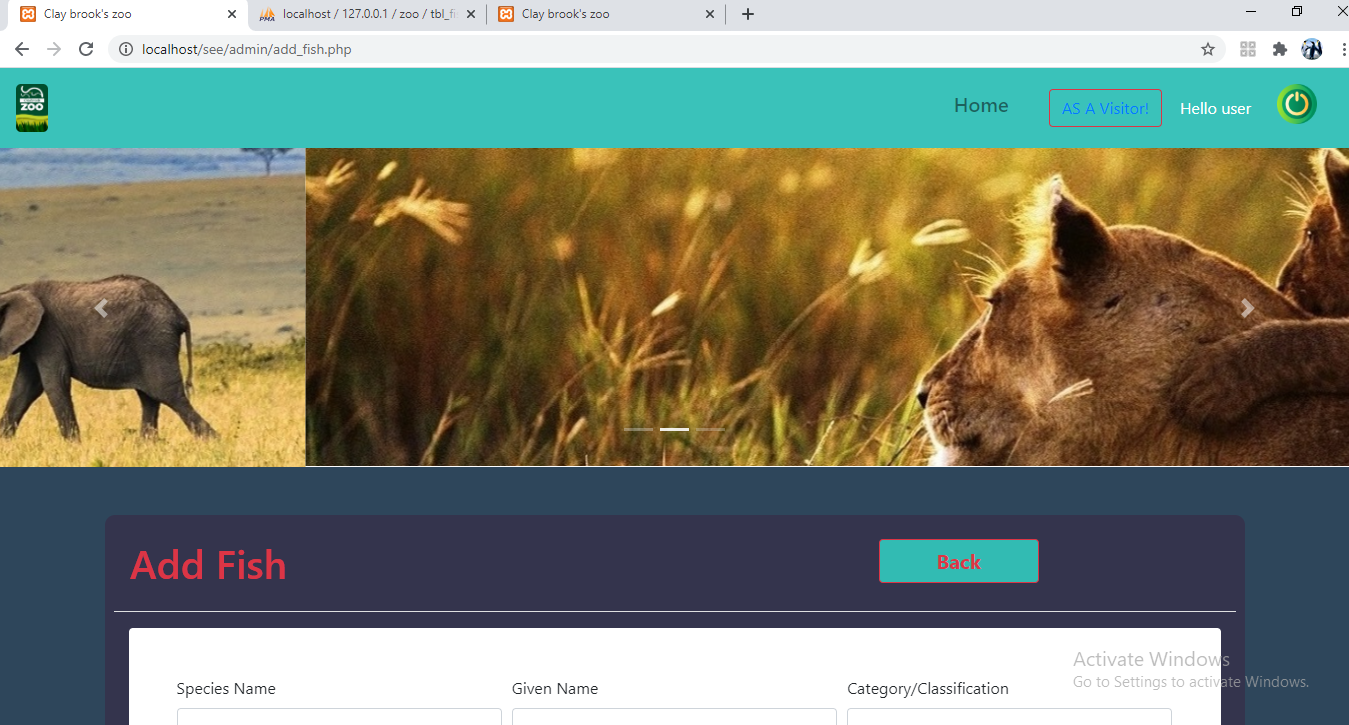 Clay brook's zoo
localhost / 127.0.0.1 / zoo / tbl_fi
Clay brook's zoo
localhost/see/admin/add_fish.php
ZOO
Home
AS A Visitor!
Hello user
Add Fish
Back
Activate Windows
Go to Settings to activate Windows.
Species Name
Given Name
Category/Classification